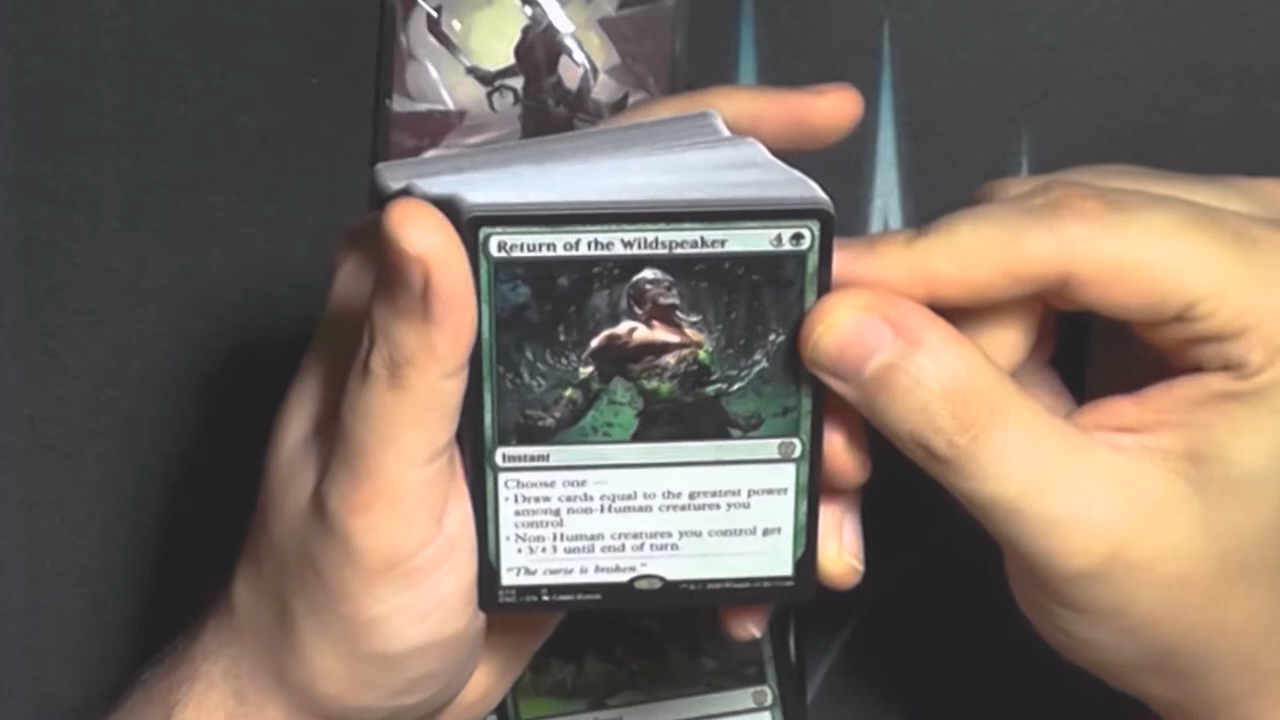 Return of the Wildspeaker 4
Instant
Choose one —
• Draw cards equal to the greatest power
among non-Human creatures you
control.
• Non-Human creatures you control get
+3/+3 until end of turn.
"The curse is broken."